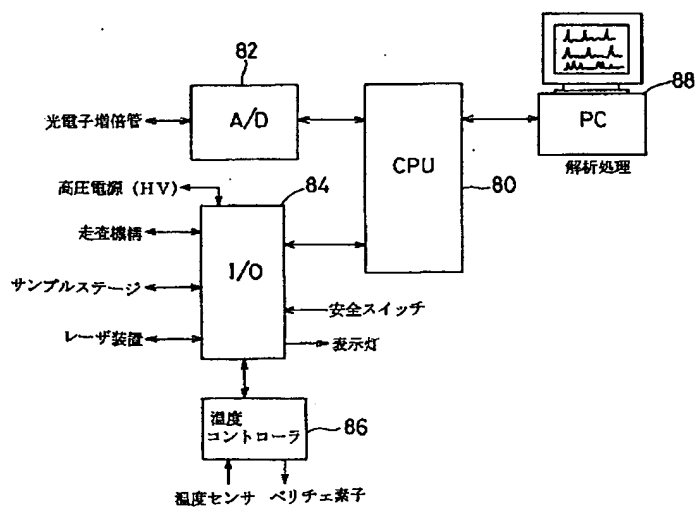 82
88
光電子増倍管
A/D
PC
CPU
80
解析処理
高圧電源 (HV)
84
走査機構
I/O
サンプルステージ
安全スイッチ
レーザ装置
表示灯
温度
コントローラ
86
温度センサ
ペリチェ素子